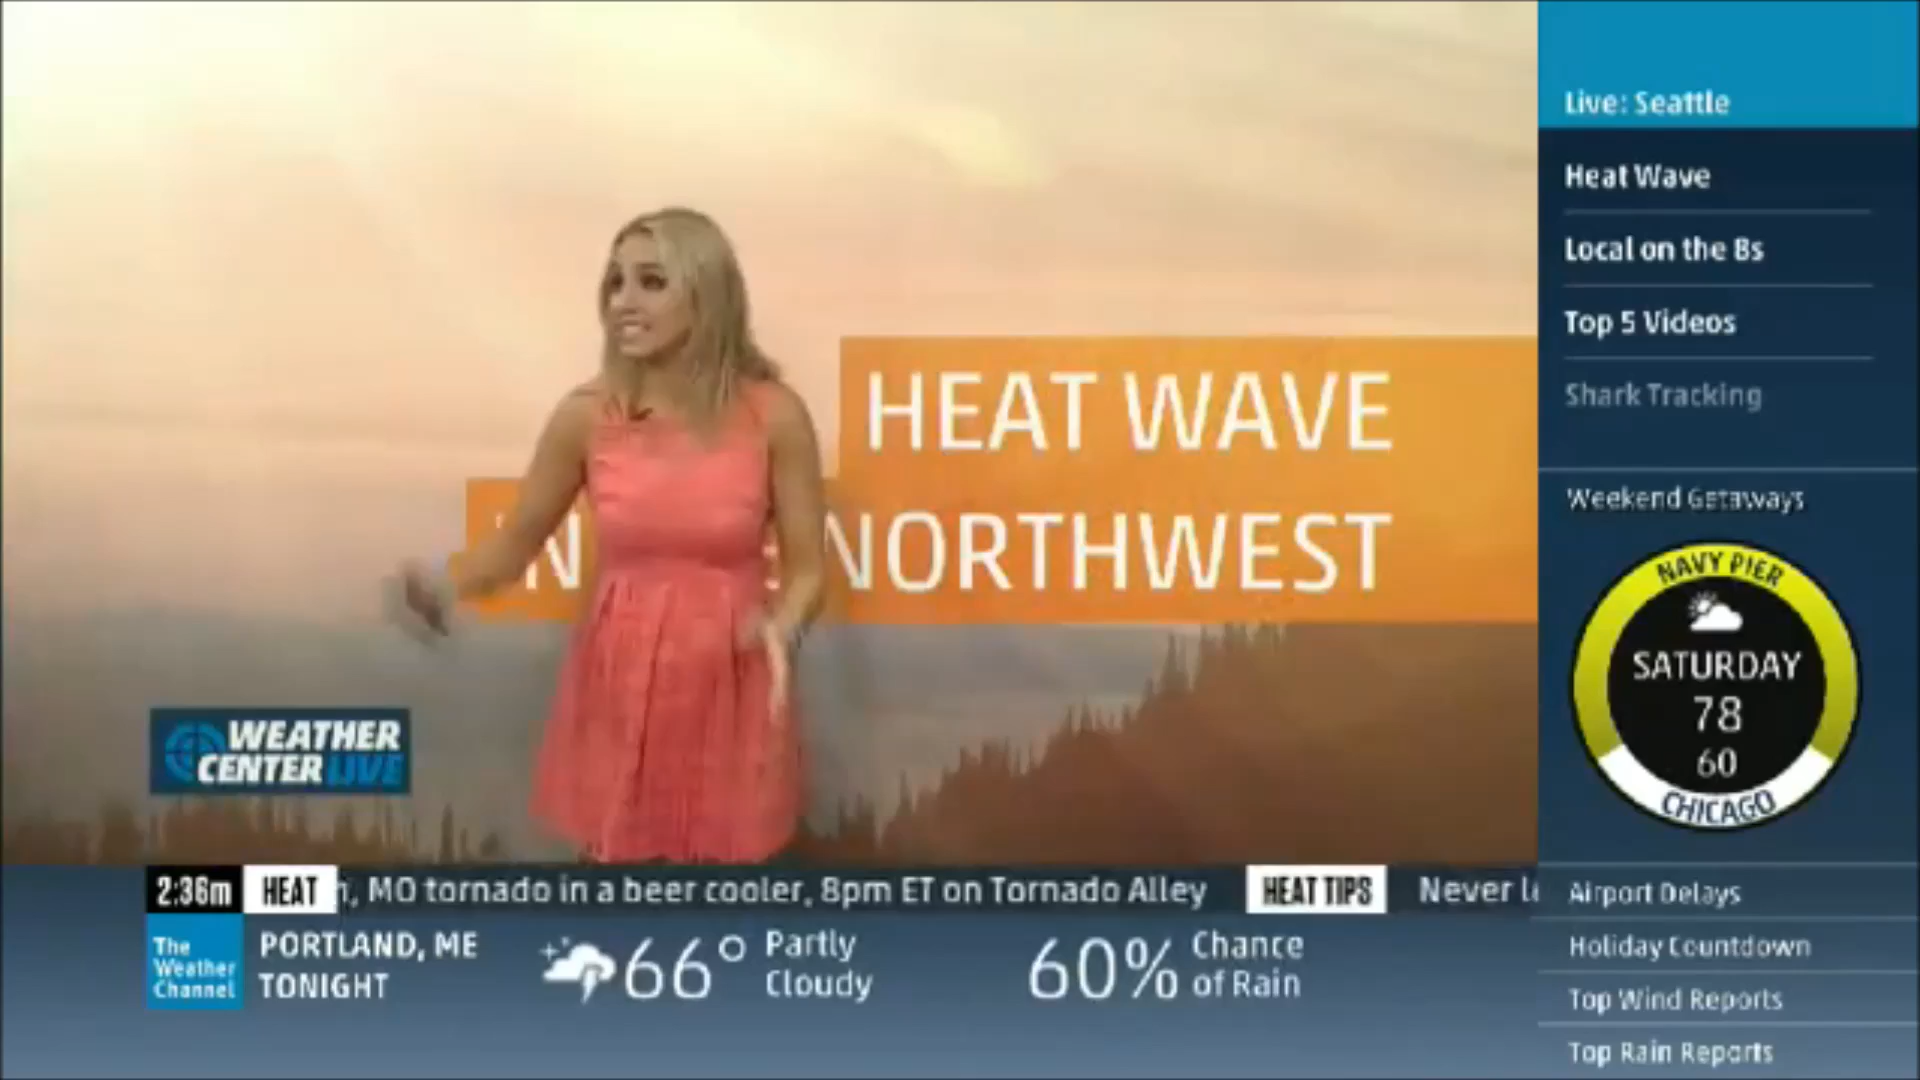 Live: Seattle
Heat Wave
Local on the 8s
Top 5 Videos
Shark Tracking
HEAT WAVE
NORTHWEST
Weekend Getaways
NAVY PIER
SATURDAY
78
60
CHICAGO
WEATHER
CENTER LIVE
2:36m HEAT , MO tornado in a beer cooler, 8pm ET on Tornado Alley HEAT TIPS Never
The
Weather
Channel
PORTLAND, ME
TONIGHT
66°
Partly
Cloudy
60%
Chance
of Rain
Airport Delays
Holiday Countdown
Top Wind Reports
Top Rain Reports